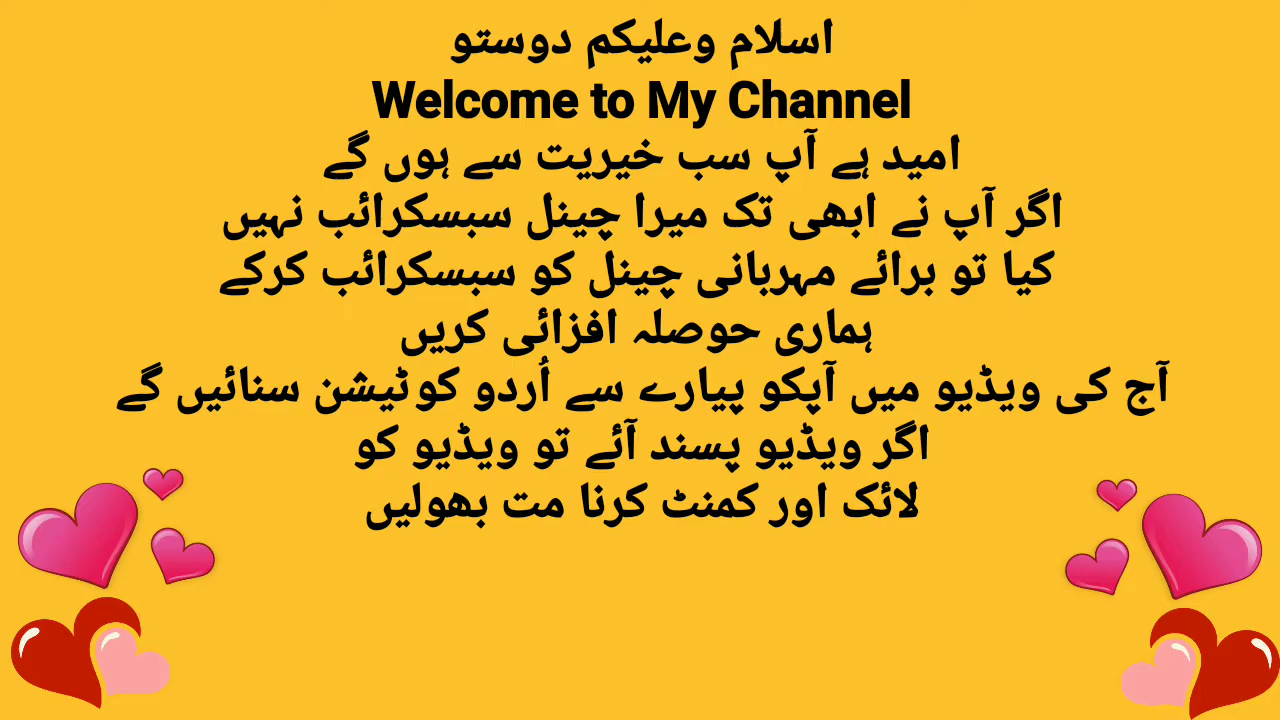 اسلام وعلیکم دوستو
Welcome to My Channel
امید ہے آپ سب خیریت سے ہوں گے
اگر آپ نے ابھی تک میرا چینل سبسکرائب نہیں
کیا تو برائے مہربانی چینل کو سبسکرائب کرکے
ہماری حوصلہ افزائی کریں
آج کی ویڈیو میں آپکو پیارے سے اُردو کوٹیشن سنائیں گے
اگر ویڈیو پسند آئے تو ویڈیو کو
لائک اور کمنٹ کرنا مت بھولیں